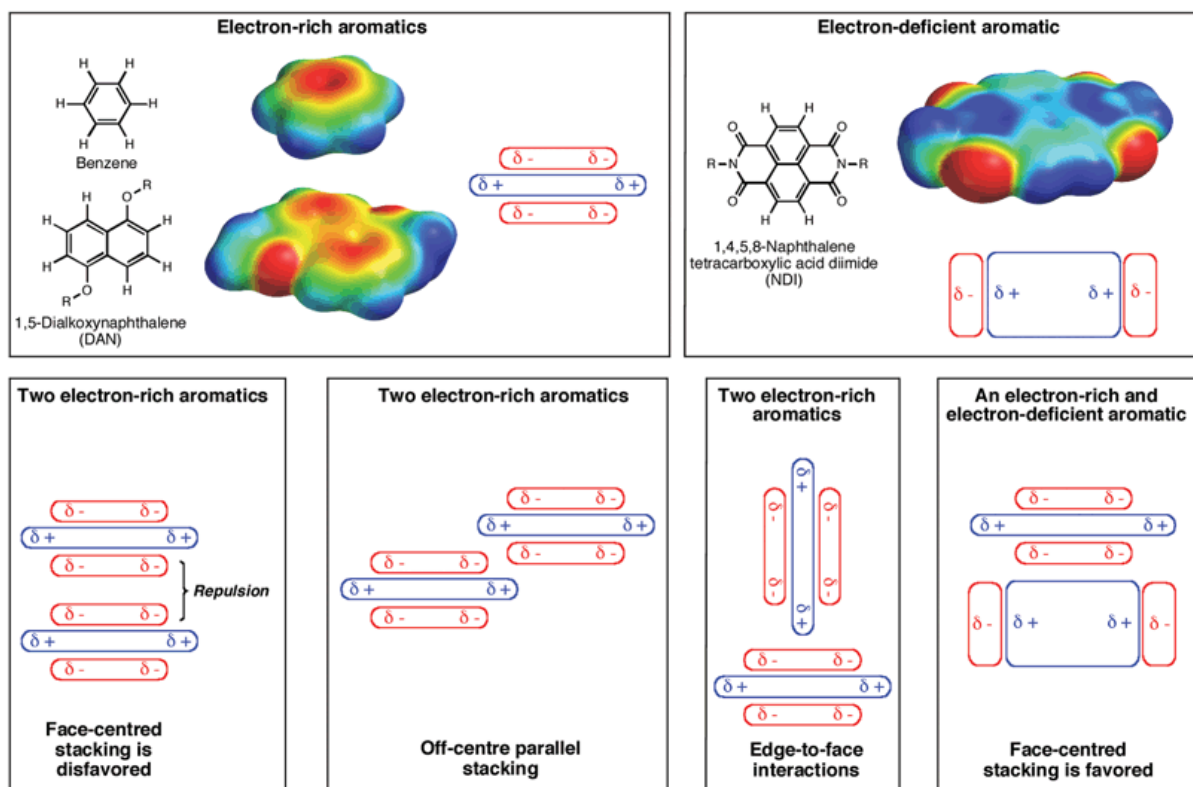 Electron-rich aromatics
H H
H H
H H
Benzene
R
O
H
H H
H H
O H
R
1,5-Dialkoxynaphthalene
(DAN)
δ - δ -
δ + δ +
δ - δ -
Electron-deficient aromatic
H H
O O
R-N N-R
O O
H H
1,4,5,8-Naphthalene
tetracarboxylic acid diimide
(NDI)
δ - δ + δ + δ -
Two electron-rich aromatics
δ - δ -
δ + δ +
δ - δ -
Repulsion
δ - δ -
δ + δ +
δ - δ -
Face-centred
stacking is
disfavored
Two electron-rich aromatics
δ - δ -
δ + δ +
δ - δ -
δ - δ -
δ + δ +
δ - δ -
Off-centre parallel
stacking
Two electron-rich
aromatics
δ +
δ - δ -
δ - δ -
δ +
δ - δ -
δ + δ +
δ - δ -
Edge-to-face
interactions
An electron-rich and
electron-deficient aromatic
δ - δ -
δ + δ +
δ - δ -
δ - δ + δ + δ -
Face-centred
stacking is favored